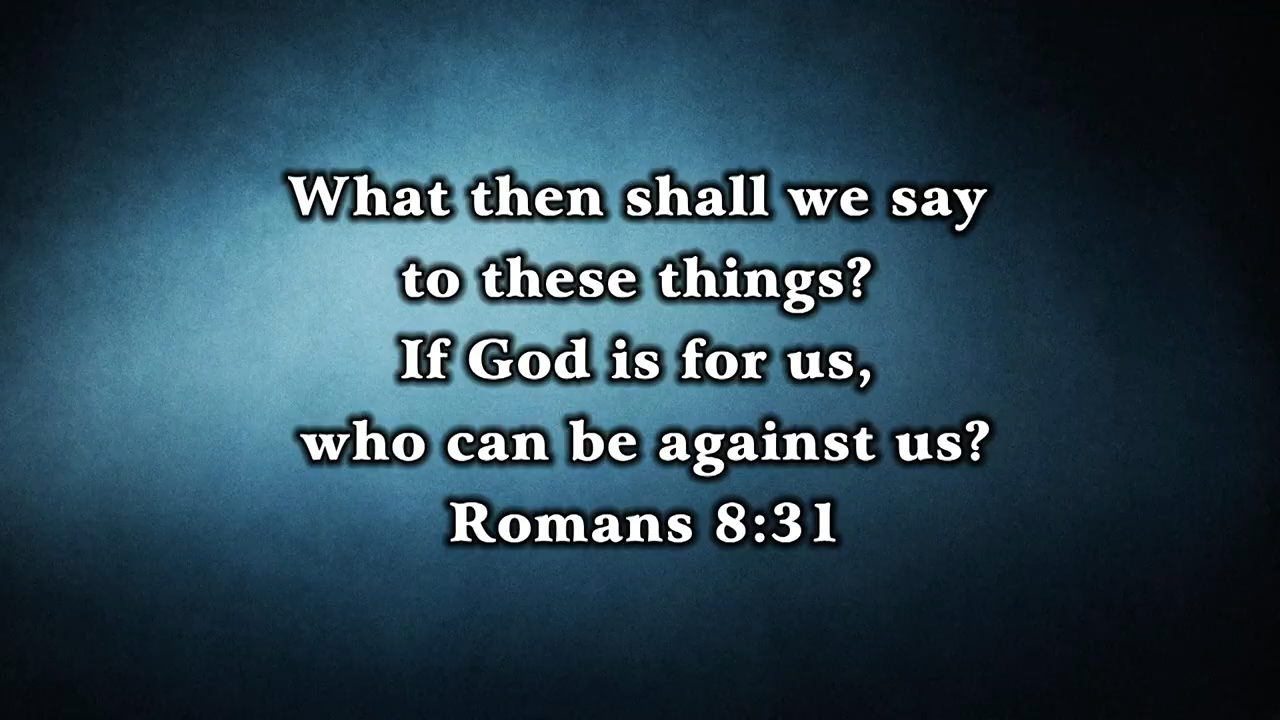 What then shall we say
to these things?
If God is for us,
who can be against us?
Romans 8:31